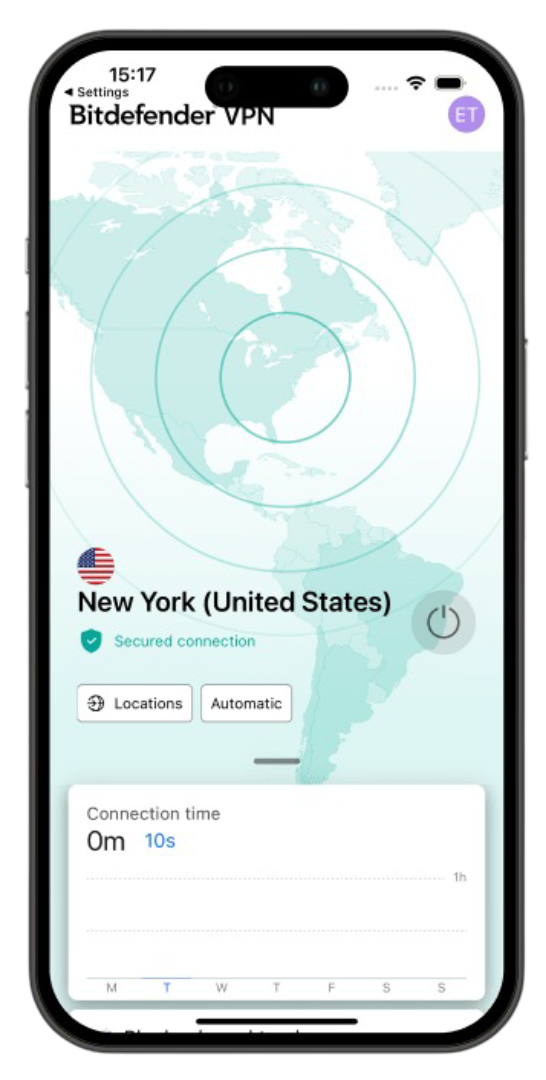 15:17
◀ Settings
Bitdefender VPN
ET
New York (United States)
Secured connection
Locations
Automatic
Connection time
0m 10s
1h
M T W T F S S